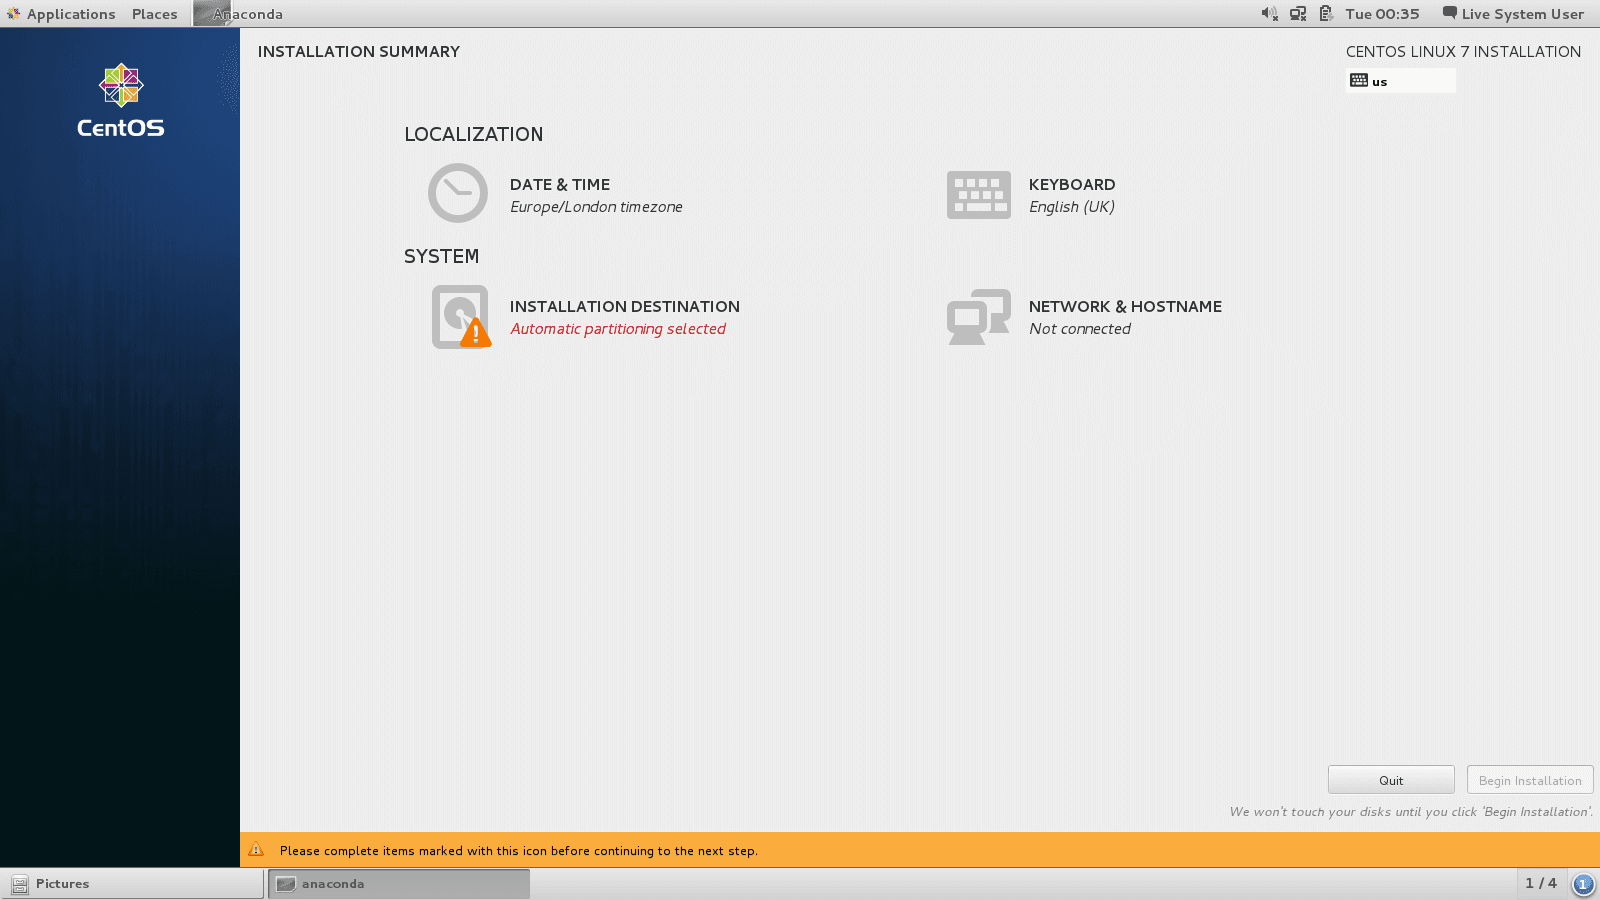 Applications Places Anaconda Tue 00:35 Live System User
CentOS
INSTALLATION SUMMARY
CENTOS LINUX 7 INSTALLATION
us
LOCALIZATION
DATE & TIME
Europe/London timezone
KEYBOARD
English (UK)
SYSTEM
INSTALLATION DESTINATION
Automatic partitioning selected
NETWORK & HOSTNAME
Not connected
Quit
Begin Installation
We won't touch your disks until you click 'Begin Installation'.
Please complete items marked with this icon before continuing to the next step.
Pictures
anaconda
1 / 4
1